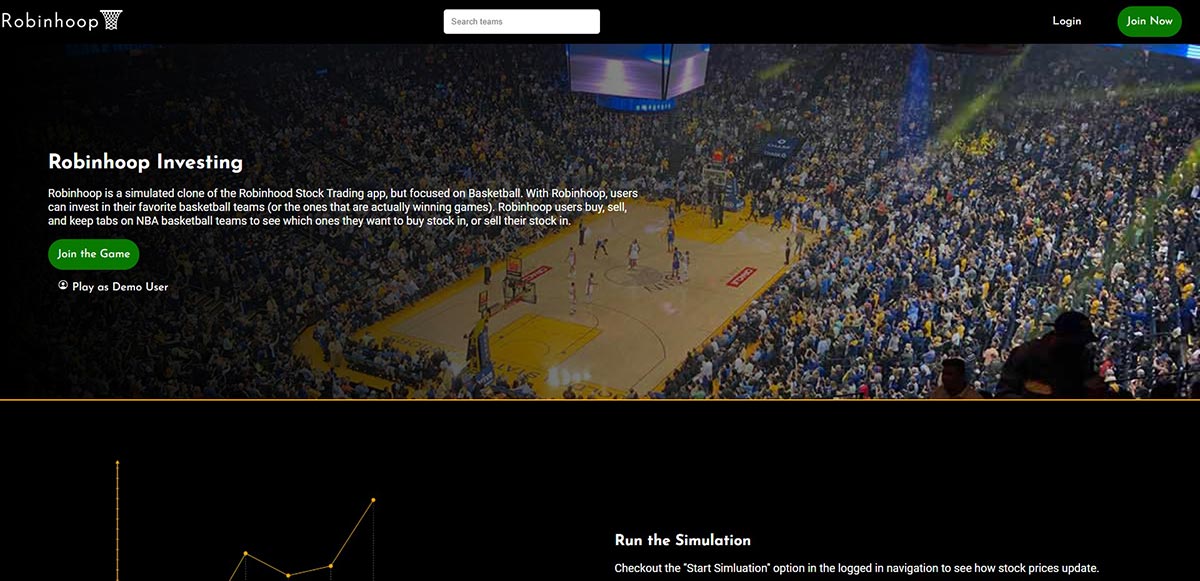 Robinhoop
Search teams
Login
Join Now
Robinhoop Investing
Robinhoop is a simulated clone of the Robinhood Stock Trading app, but focused on Basketball. With Robinhoop, users
can invest in their favorite basketball teams (or the ones that are actually winning games). Robinhoop users buy, sell,
and keep tabs on NBA basketball teams to see which ones they want to buy stock in, or sell their stock in.
Join the Game
Play as Demo User
Run the Simulation
Checkout the "Start Simluation" option in the logged in navigation to see how stock prices update.